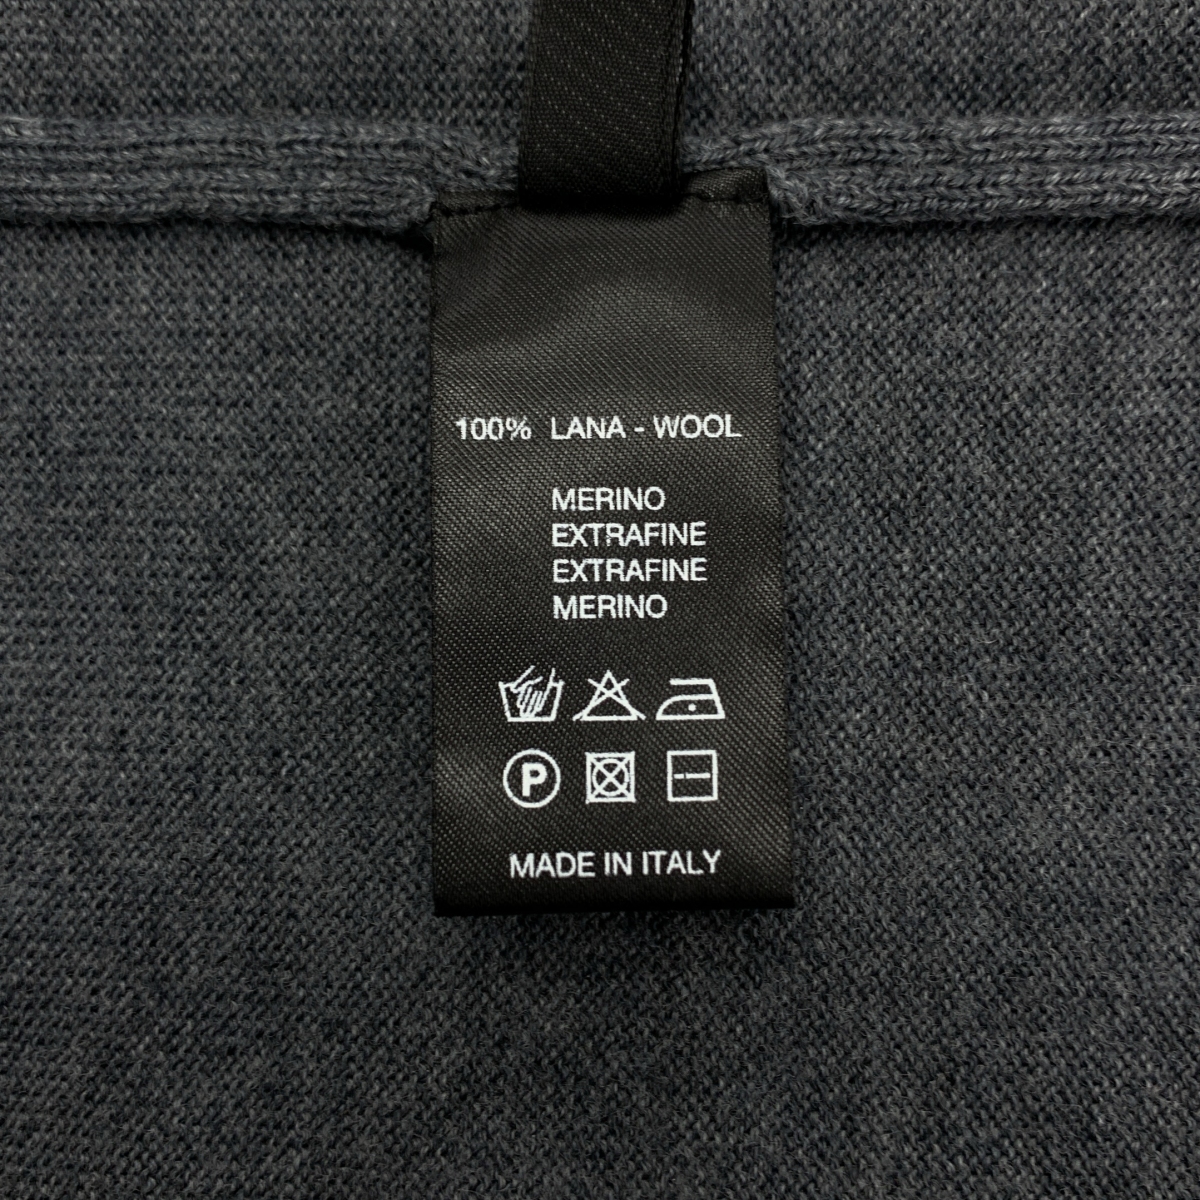 100% LANA - WOOL
MERINO
EXTRAFINE
EXTRAFINE
MERINO
P
MADE IN ITALY